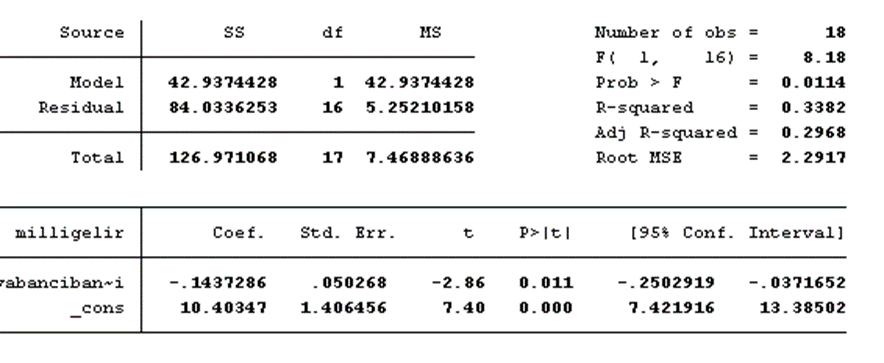 Source SS df MS Number of obs = 18
F( 1, 16) = 8.18
Model 42.9374428 1 42.9374428 Prob > F = 0.0114
Residual 84.0336253 16 5.25210158 R-squared = 0.3382
Adj R-squared = 0.2968
Total 126.971068 17 7.46888636 Root MSE = 2.2917
milligelir Coef. Std. Err. t P>|t| [95% Conf. Interval]
yabanciban~i -.1437286 .050268 -2.86 0.011 -.2502919 -.0371652
_cons 10.40347 1.406456 7.40 0.000 7.421916 13.38502